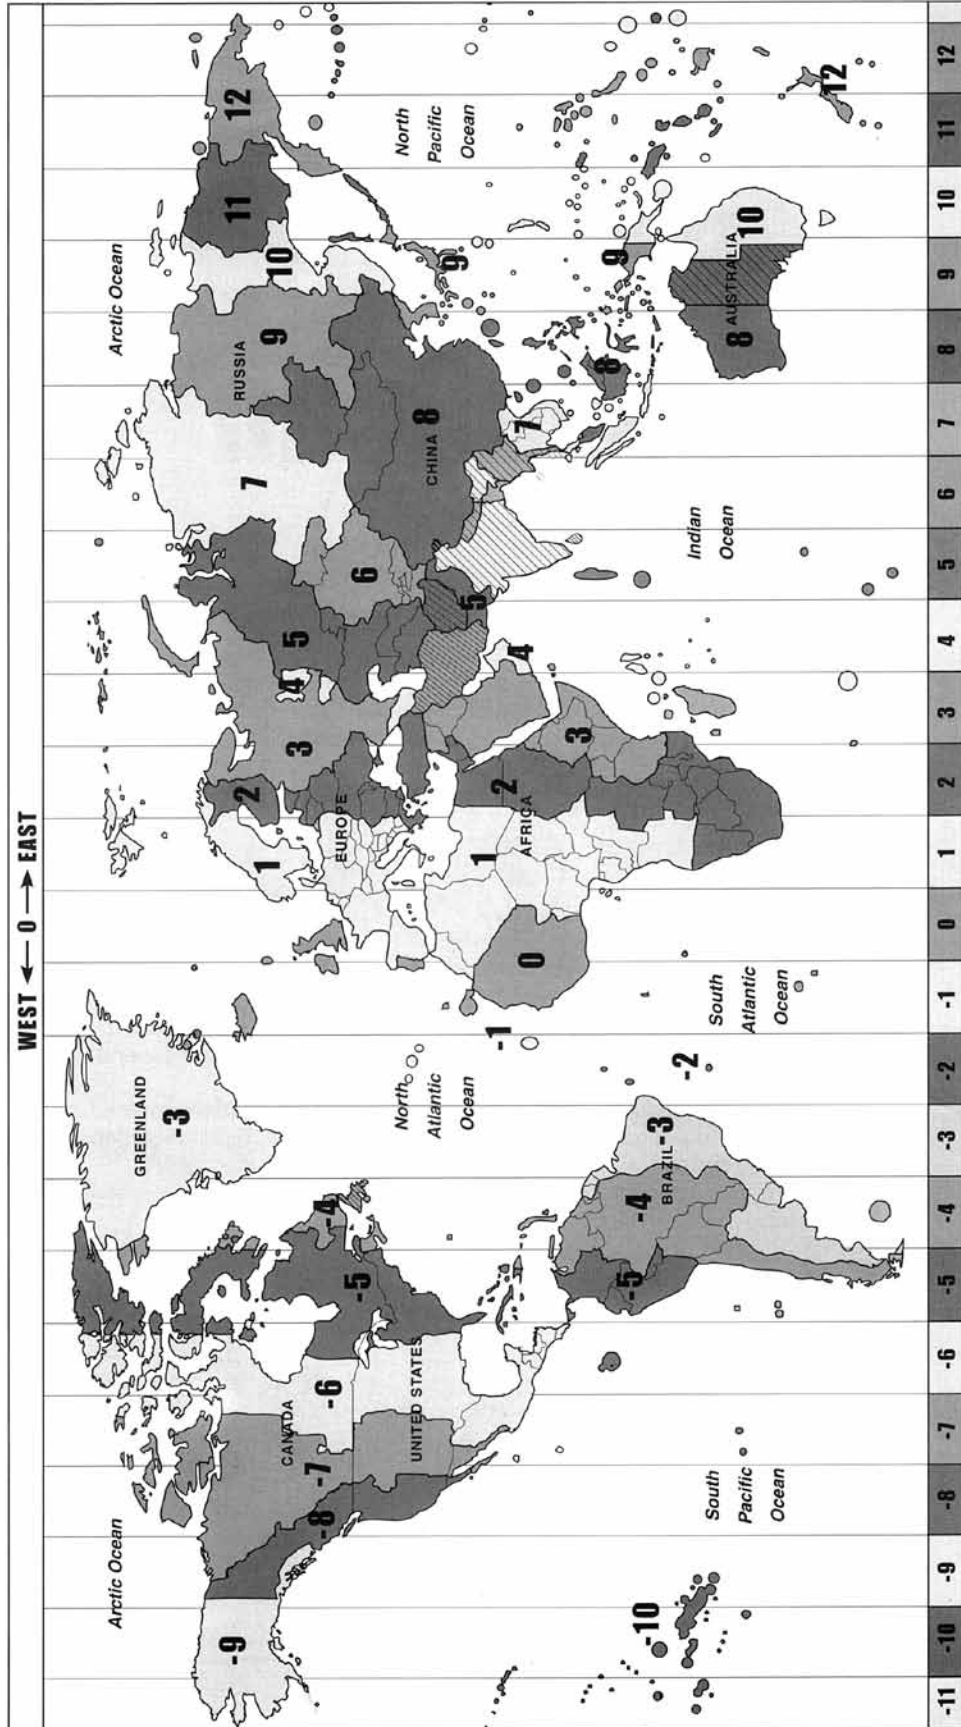 WEST ← 0 → EAST
Arctic Ocean
Arctic Ocean
GREENLAND
-3
RUSSIA
12
11
10
9
7
5
4
3
2
1
-9
-8
-7
CANADA
-6
-5
-4
EUROPE
6
CHINA
8
9
North
Pacific
Ocean
UNITED STATES
North
Atlantic
Ocean
-1
0
1
2
AFRICA
3
4
5
7
8
9
-10
-5
-4
BRAZIL
-3
-2
South
Pacific
Ocean
South
Atlantic
Ocean
Indian
Ocean
8
AUSTRALIA
10
12
-11 -10 -9 -8 -7 -6 -5 -4 -3 -2 -1 0 1 2 3 4 5 6 7 8 9 10 11 12